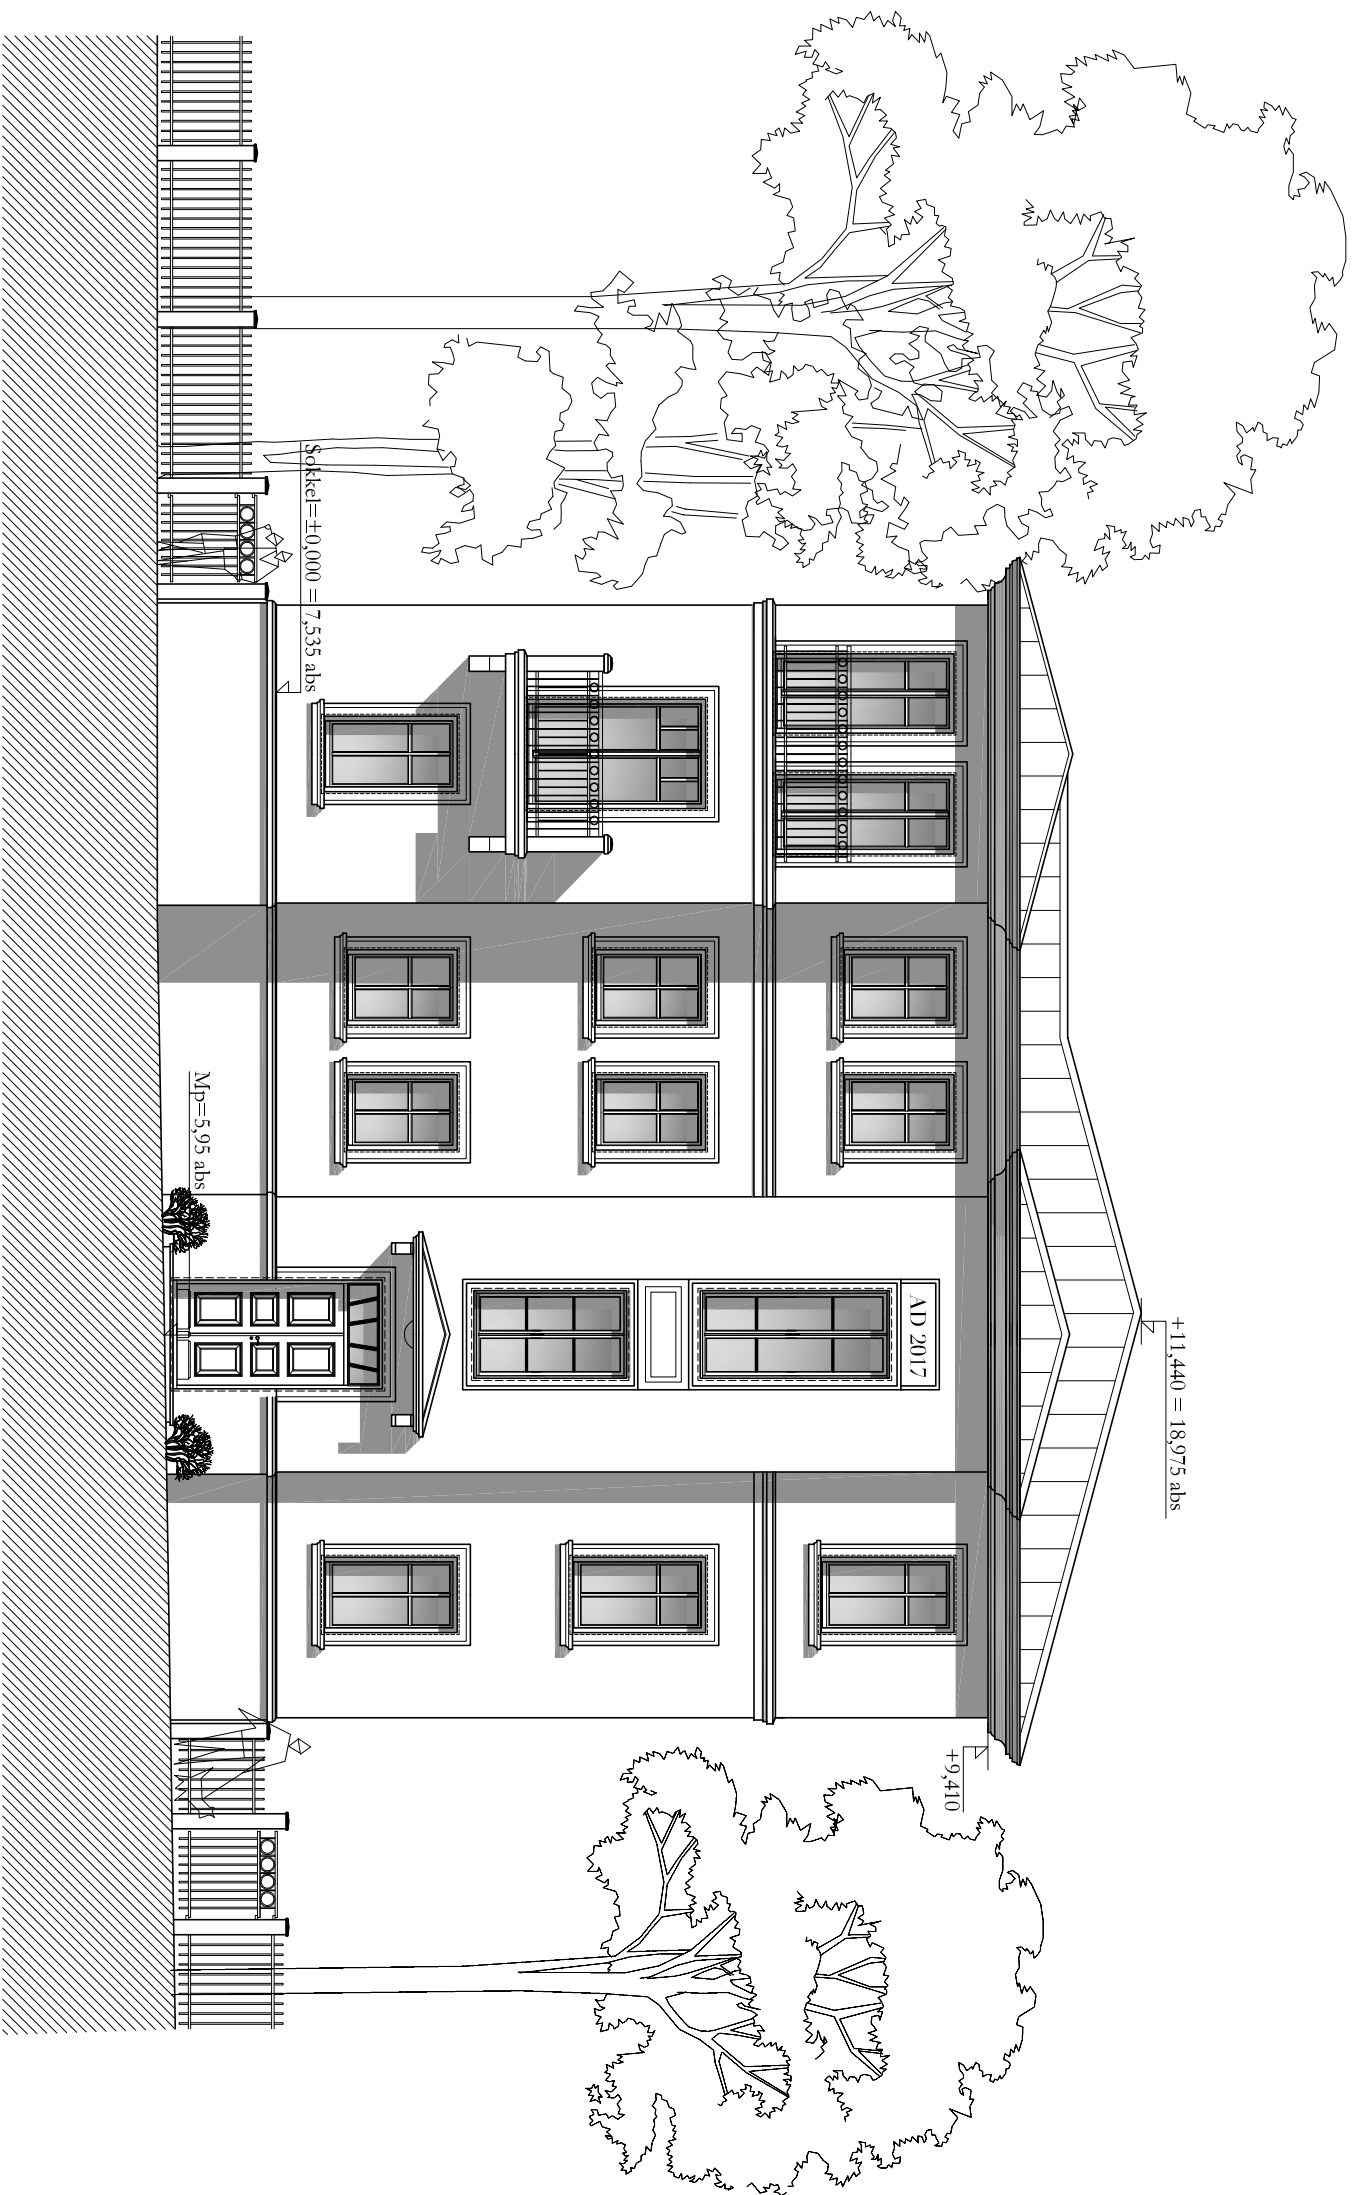 +11,440 = 18,975 abs
+9,410
AD 2017
Sokkel=±0,000 = 7,535 abs
Mp=5,95 abs